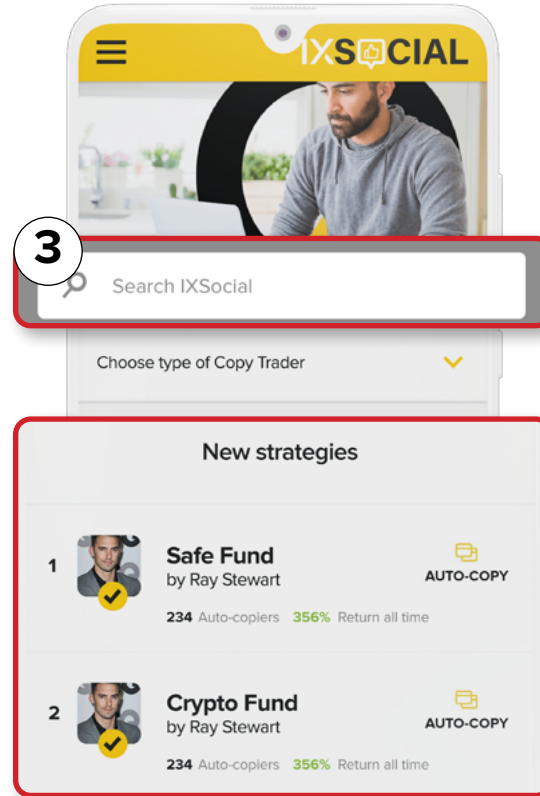 IXSOCIAL
3
Search IXSocial
Choose type of Copy Trader
New strategies
1
Safe Fund
by Ray Stewart
AUTO-COPY
234 Auto-copiers 356% Return all time
2
Crypto Fund
by Ray Stewart
AUTO-COPY
234 Auto-copiers 356% Return all time